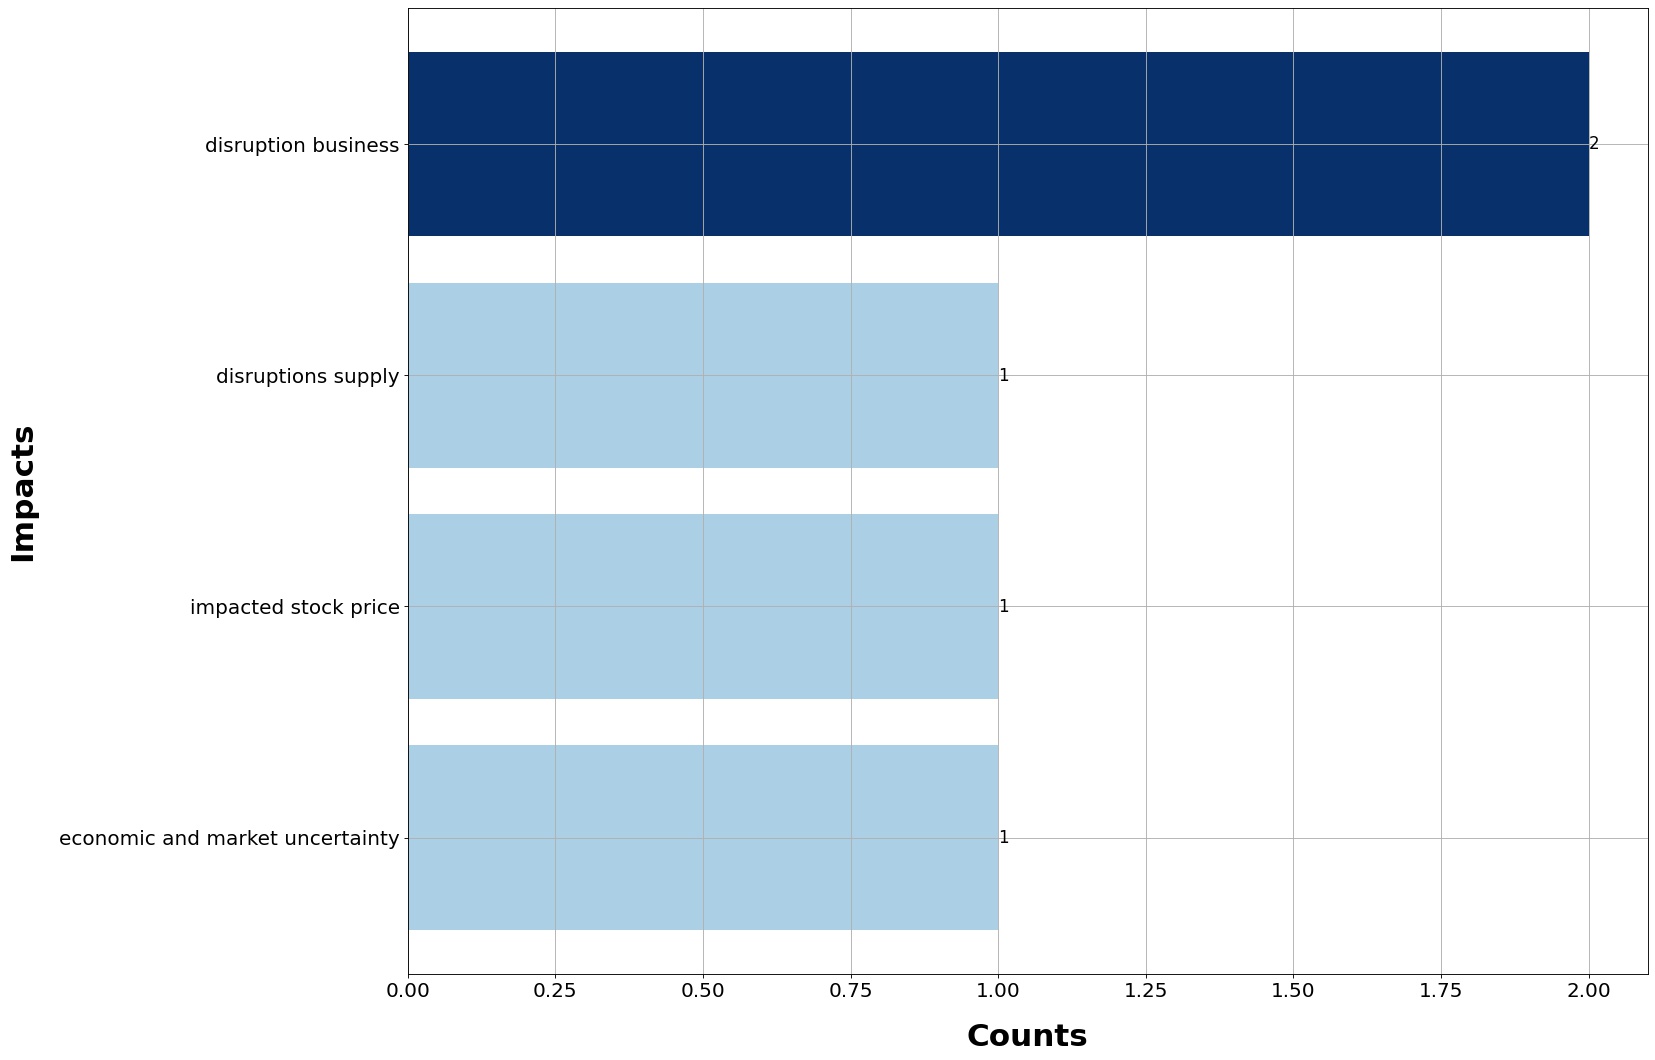 Impacts
disruption business
2
disruptions supply
1
impacted stock price
1
economic and market uncertainty
1
0.00 0.25 0.50 0.75 1.00 1.25 1.50 1.75 2.00
Counts